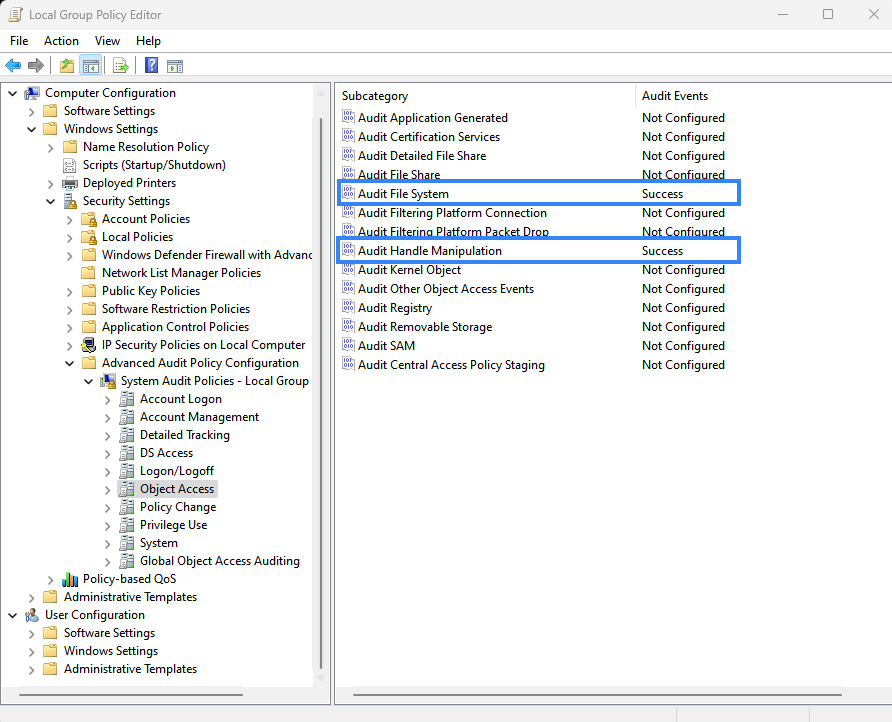 Local Group Policy Editor
File Action View Help
Computer Configuration
Software Settings
Windows Settings
Name Resolution Policy
Scripts (Startup/Shutdown)
Deployed Printers
Security Settings
Account Policies
Local Policies
Windows Defender Firewall with Advanc
Network List Manager Policies
Public Key Policies
Software Restriction Policies
Application Control Policies
IP Security Policies on Local Computer
Advanced Audit Policy Configuration
System Audit Policies - Local Group
Account Logon
Account Management
Detailed Tracking
DS Access
Logon/Logoff
Object Access
Policy Change
Privilege Use
System
Global Object Access Auditing
Policy-based QoS
Administrative Templates
User Configuration
Software Settings
Windows Settings
Administrative Templates
Subcategory Audit Events
Audit Application Generated Not Configured
Audit Certification Services Not Configured
Audit Detailed File Share Not Configured
Audit File Share Not Configured
Audit File System Success
Audit Filtering Platform Connection Not Configured
Audit Filtering Platform Packet Drop Not Configured
Audit Handle Manipulation Success
Audit Kernel Object Not Configured
Audit Other Object Access Events Not Configured
Audit Registry Not Configured
Audit Removable Storage Not Configured
Audit SAM Not Configured
Audit Central Access Policy Staging Not Configured